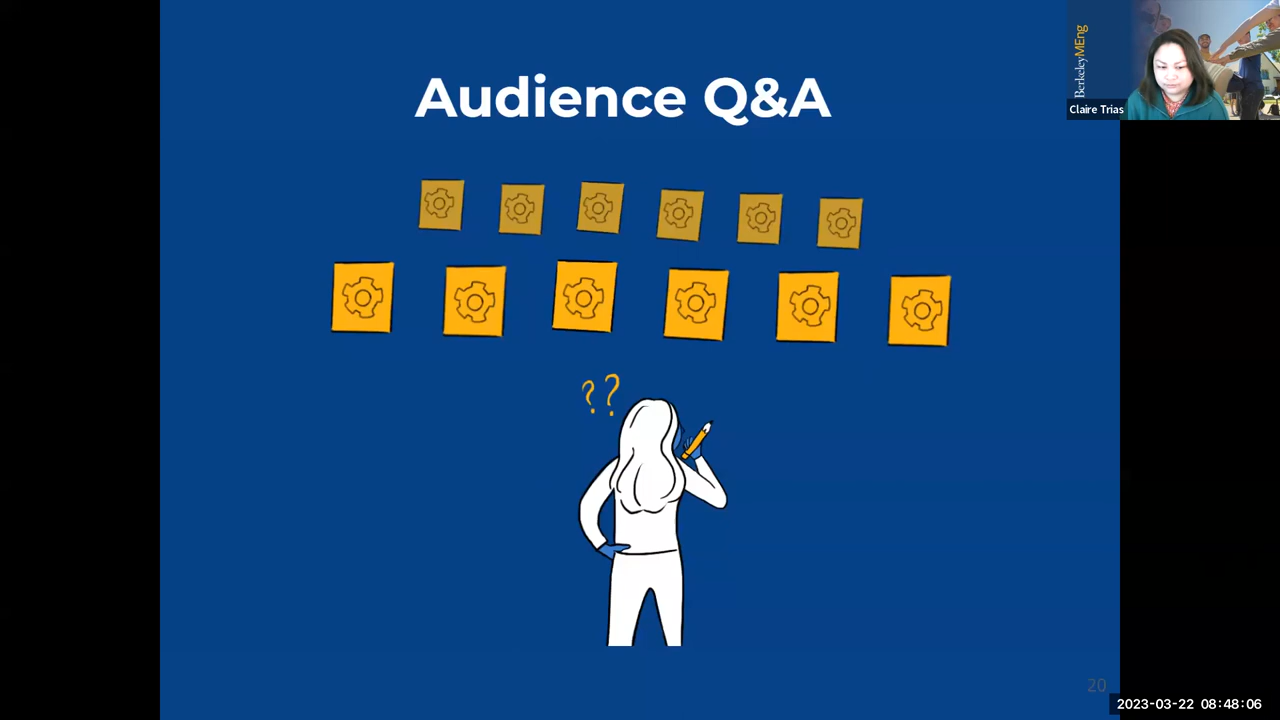 Audience Q&A
BerkeleyMEng
Claire Trias
??
20
2023-03-22 08:48:06